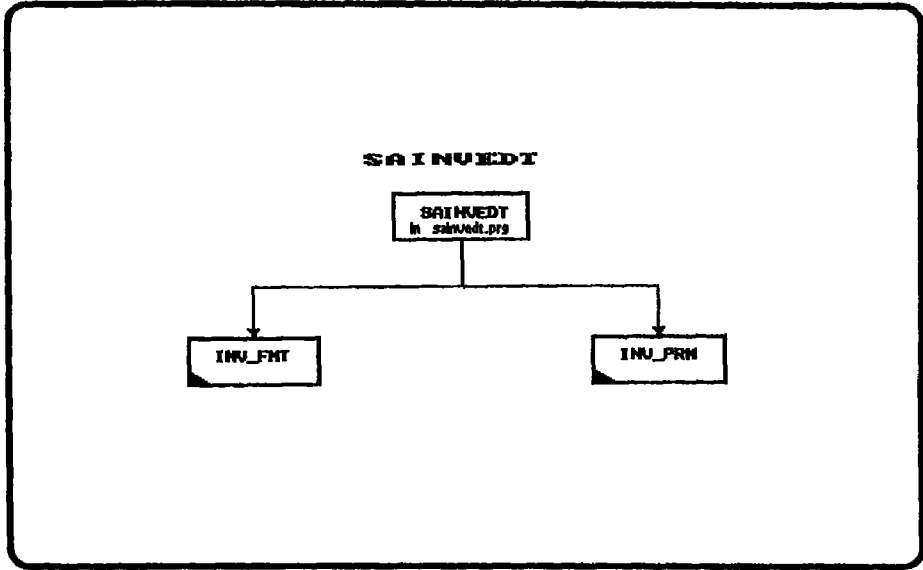 SAINVEDT
SAINVEDT
in sainvedt.prg
INV_FMT
INV_PRN